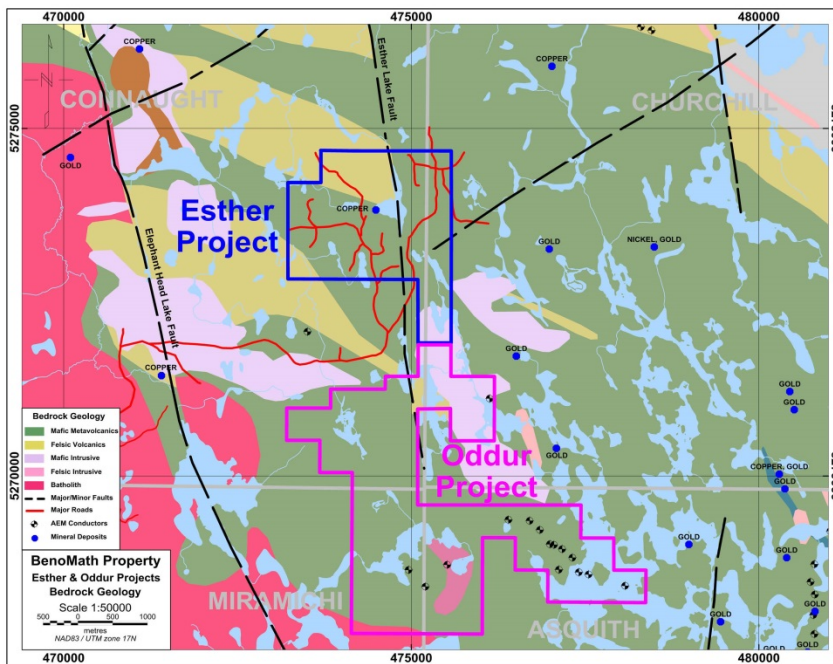 470000
475000
480000
COPPER
COPPER
Esther Lake Fault
CONNAUGHT
CHURCHILL
5275000
GOLD
Esther
Project
COPPER
GOLD
NICKEL, GOLD
Elephant Head Lake Fault
GOLD
COPPER
GOLD
GOLD
Bedrock Geology
Mafic Metavolcanics
Felsic Volcanics
Mafic Intrusive
Felsic Intrusive
Batholith
Major/Minor Faults
Major Roads
AEM Conductors
Mineral Deposits
Oddur
Project
GOLD
COPPER, GOLD
GOLD
5270000
GOLD
GOLD
BenoMath Property
Esther & Oddur Projects
Bedrock Geology
Scale 1:50000
500 0 500 1000
metres
NAD83 / UTM zone 17N
MIRAMICHI
ASQUITH
GOLD
GOLD
GOLD
GOLD
470000
475000
480000